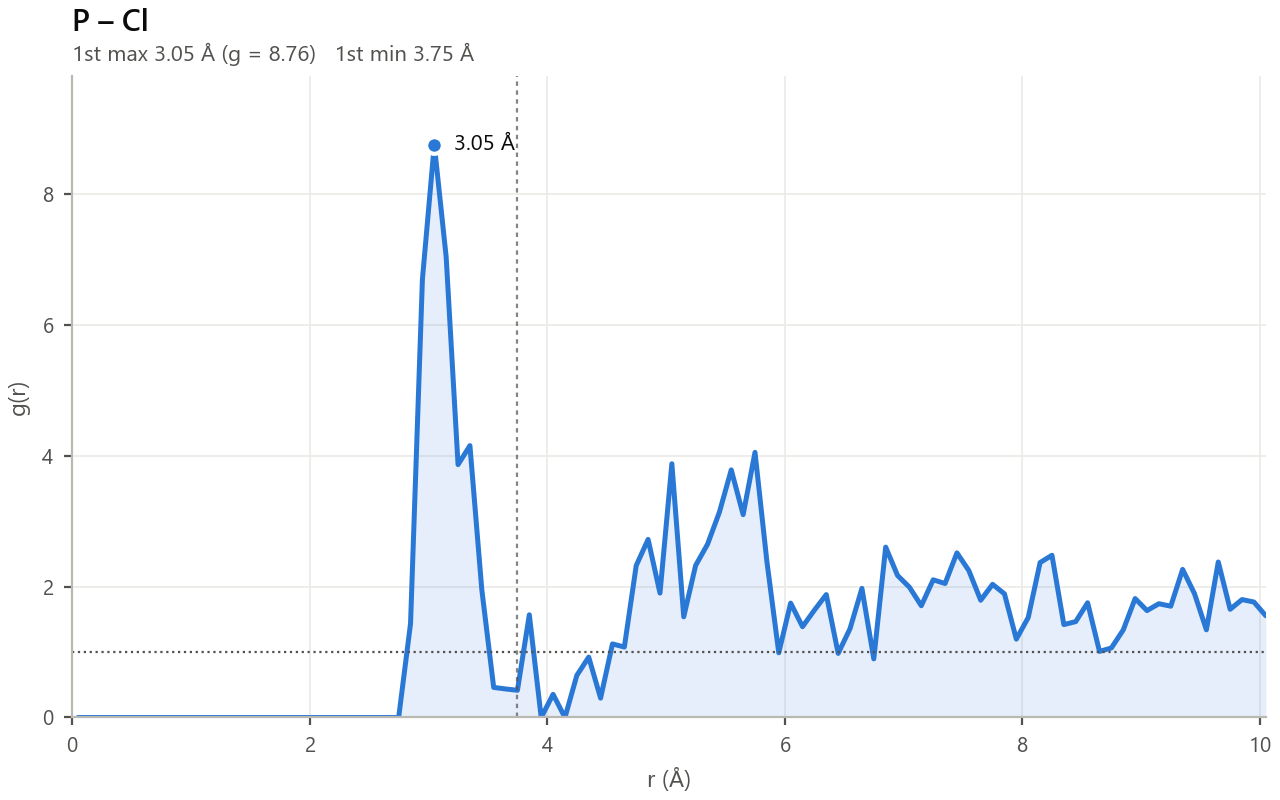 P – Cl
1st max 3.05 Å (g = 8.76)   1st min 3.75 Å
3.05 Å
8
6
4
2
0
g(r)
0 2 4 6 8 10
r (Å)